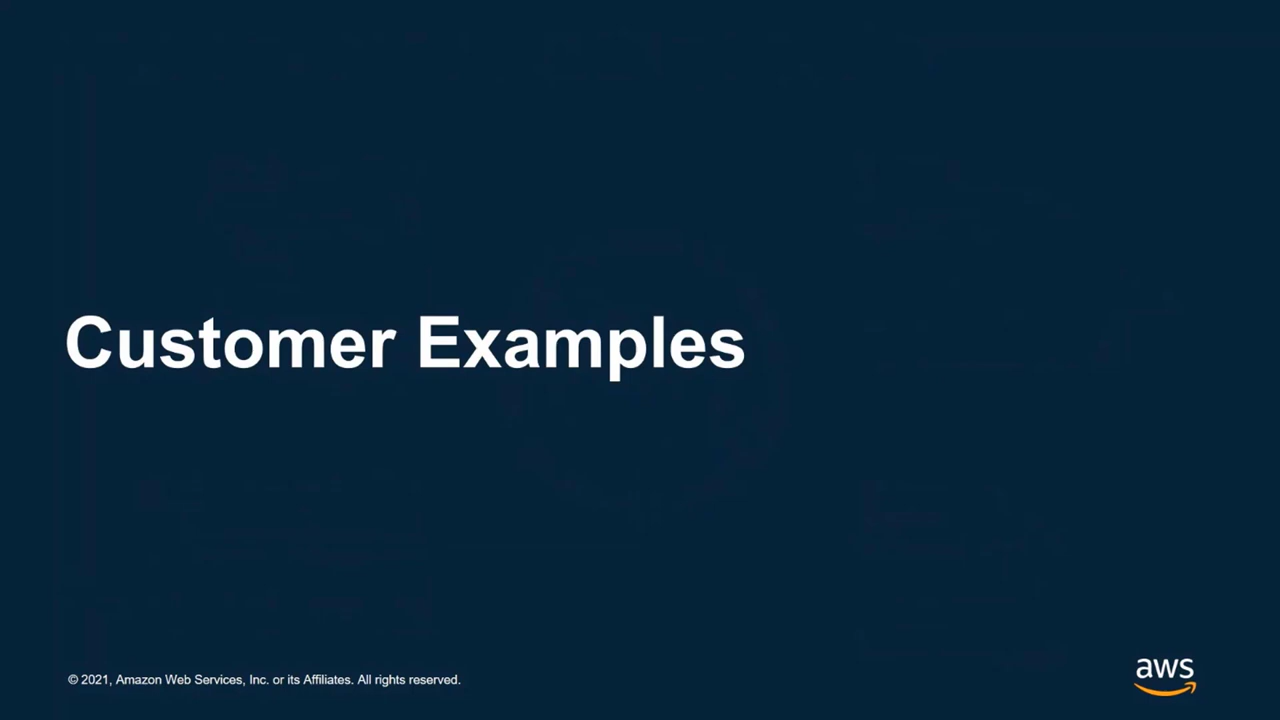 Customer Examples
© 2021, Amazon Web Services, Inc. or its Affiliates. All rights reserved.
aws